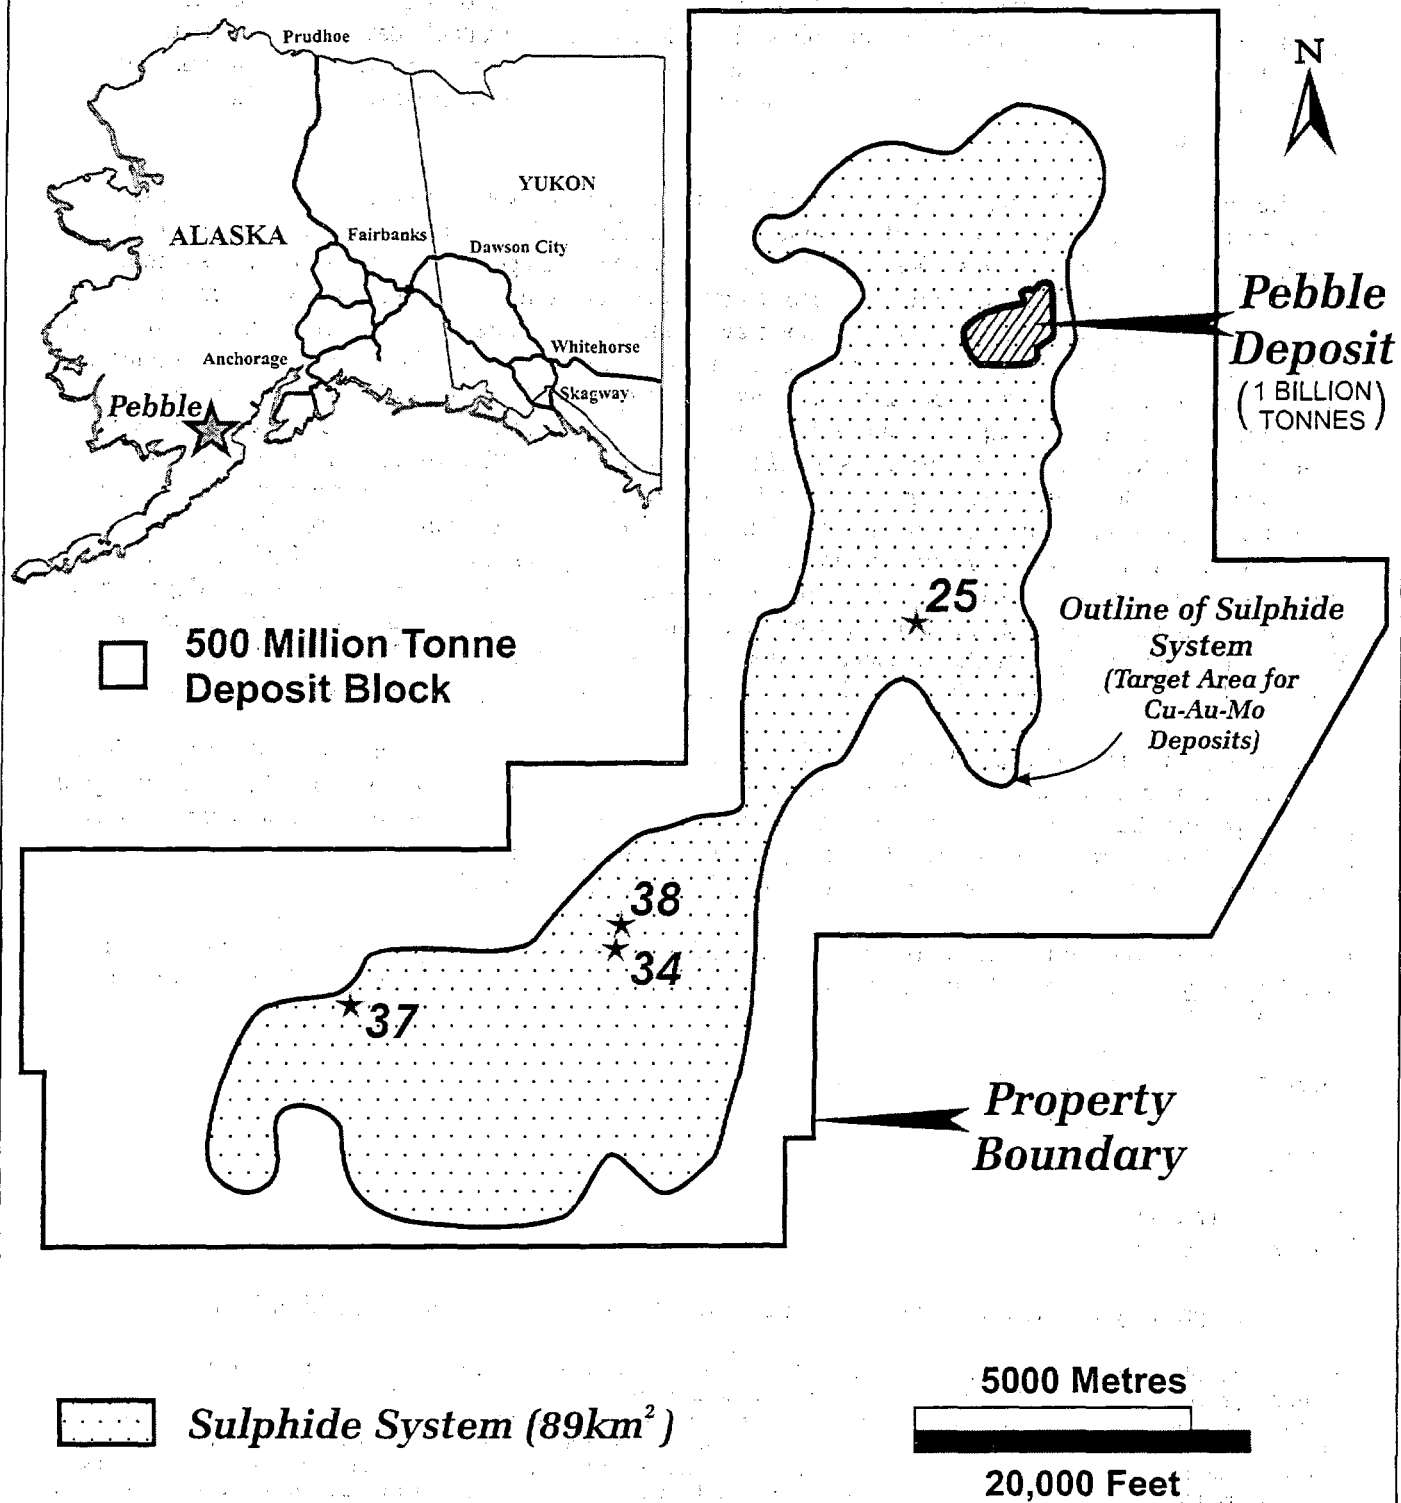 Prudhoe
N
YUKON
ALASKA
Fairbanks
Dawson City
Anchorage
Whitehorse
Skagway
Pebble
Pebble
Deposit
(1 BILLION
TONNES)
25
500 Million Tonne
Deposit Block
Outline of Sulphide
System
(Target Area for
Cu-Au-Mo
Deposits)
38
34
37
Property
Boundary
5000 Metres
Sulphide System (89km²)
20,000 Feet